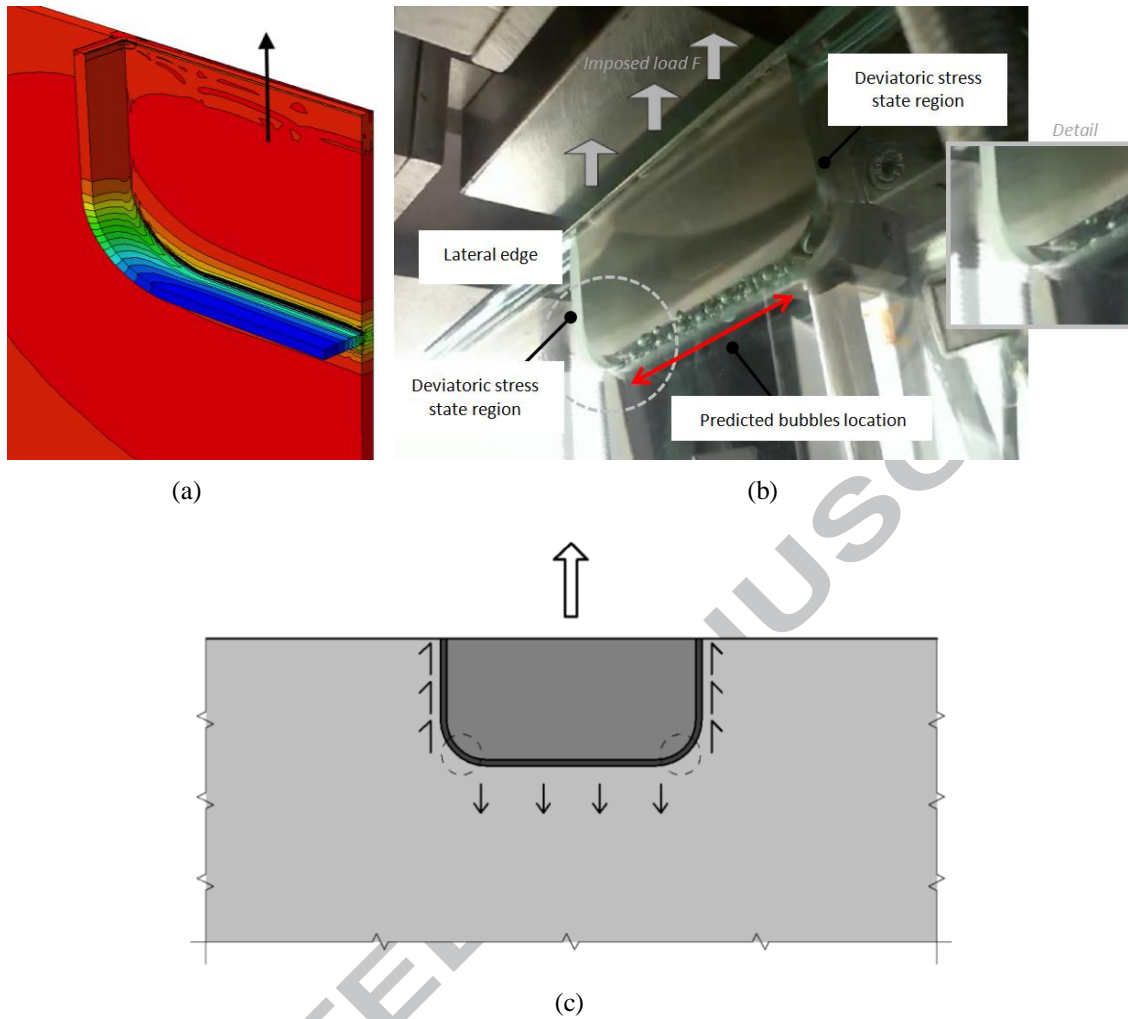 Imposed load F
Deviatoric stress
state region
Detail
Lateral edge
Deviatoric stress
state region
Predicted bubbles location
(a)
(b)
(c)